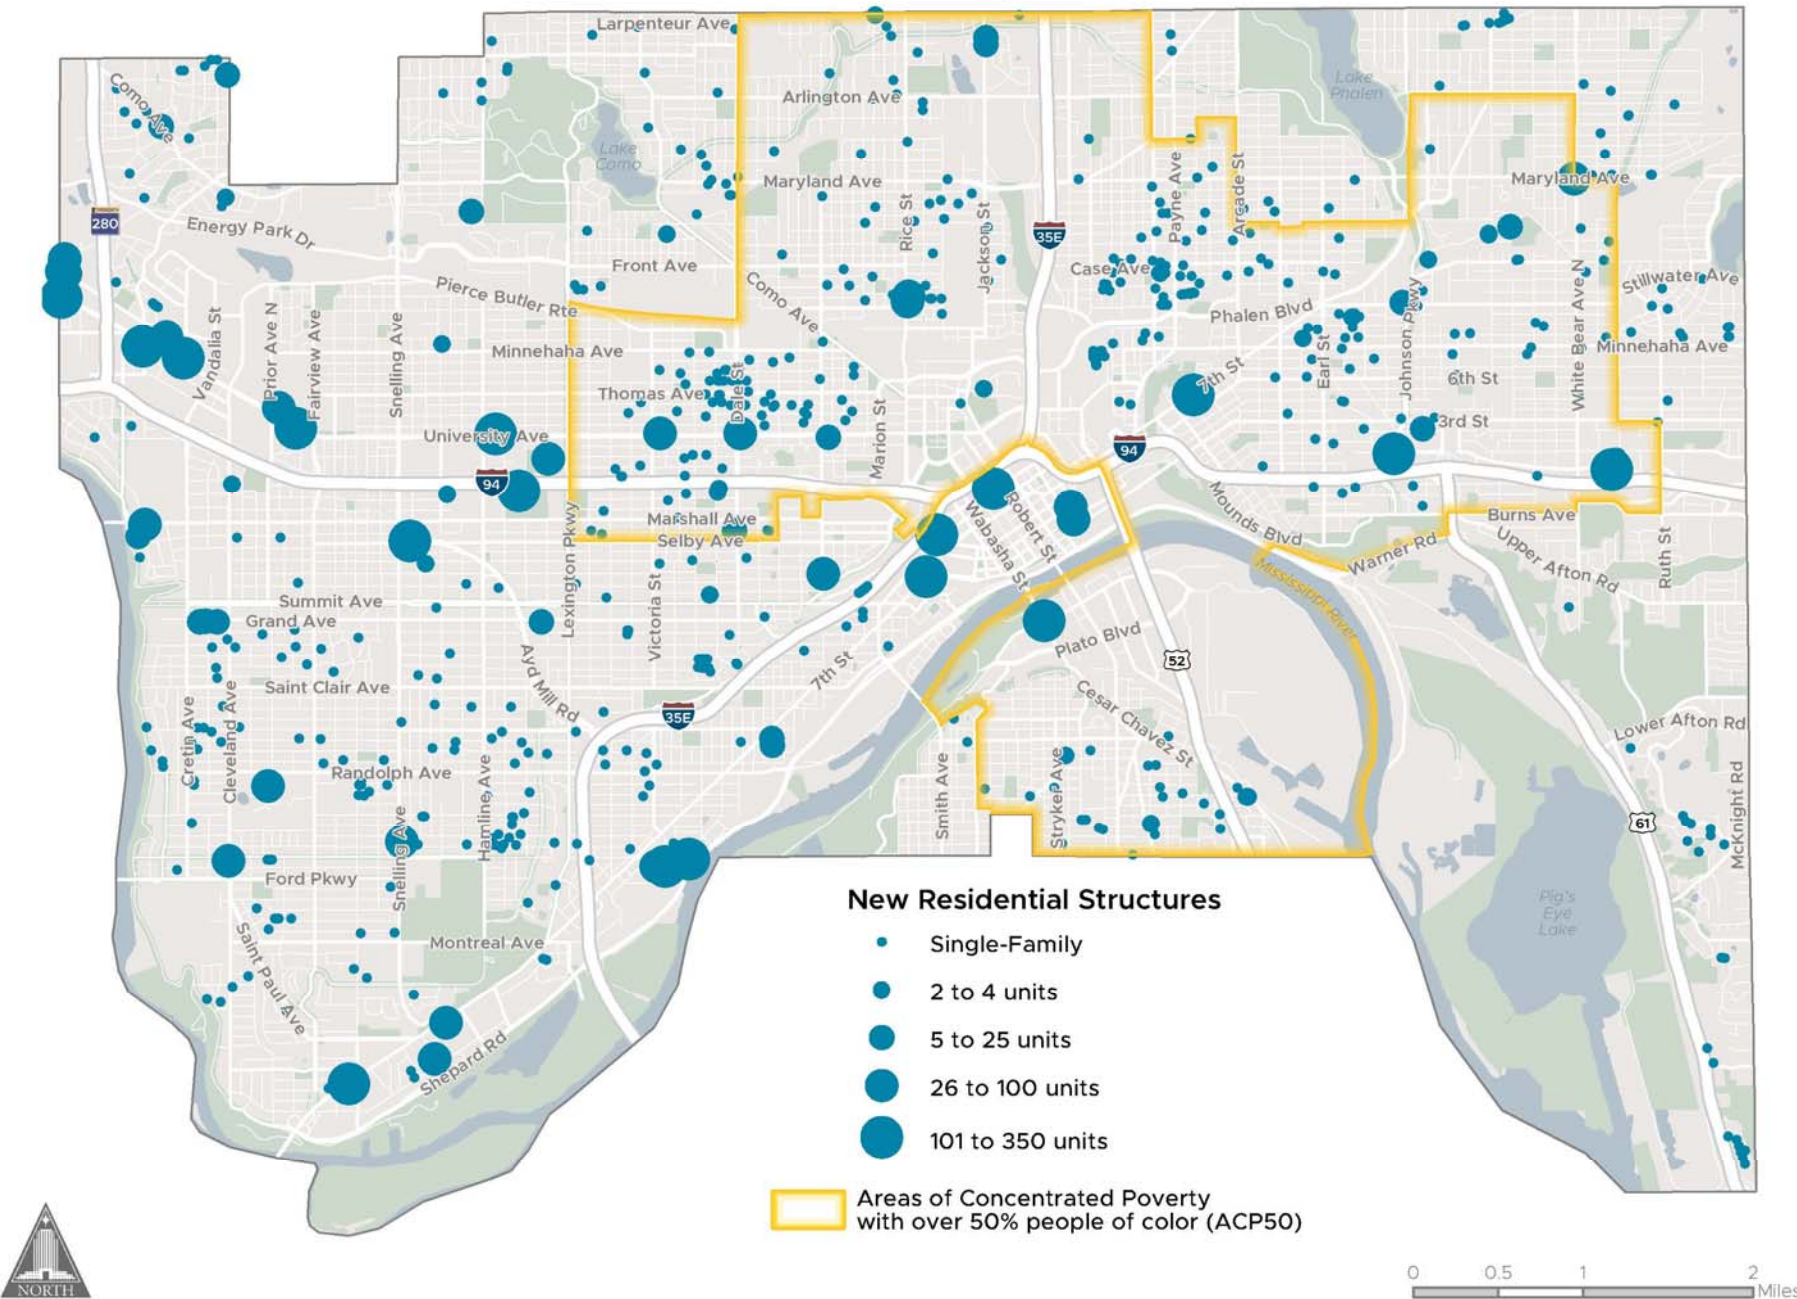 Larpenteur Ave
Como Ave
Lake
Phalen
Arlington Ave
Lake
Como
Payne Ave
Arcade St
Maryland Ave
Maryland Ave
Rice St
Jackson St
280
Energy Park Dr
35E
Front Ave
Case Ave
Pierce Butler Rte
Como Ave
Stillwater Ave
Vandalia St
Prior Ave N
Fairview Ave
Snelling Ave
Phalen Blvd
Johnson Pkwy
White Bear Ave N
Minnehaha Ave
Minnehaha Ave
Earl St
7th St
6th St
Thomas Ave
Dale St
Marion St
University Ave
3rd St
94
94
Lexington Pkwy
Marshall Ave
Selby Ave
Robert St
Wabasha St
Mounds Blvd
Burns Ave
Warner Rd
Upper Afton Rd
Ruth St
Mississippi River
Summit Ave
Grand Ave
Victoria St
Plato Blvd
52
7th St
Ayd Mill Rd
Saint Clair Ave
35E
Cesar Chavez St
Lower Afton Rd
Cretin Ave
Cleveland Ave
Randolph Ave
Hamline Ave
Snelling Ave
Smith Ave
Stryker Ave
61
McKnight Rd
Ford Pkwy
Saint Paul Ave
Montreal Ave
Shepard Rd
Pig's
Eye
Lake
New Residential Structures
Single-Family
2 to 4 units
5 to 25 units
26 to 100 units
101 to 350 units
Areas of Concentrated Poverty
with over 50% people of color (ACP50)
NORTH
0 0.5 1 2
Miles